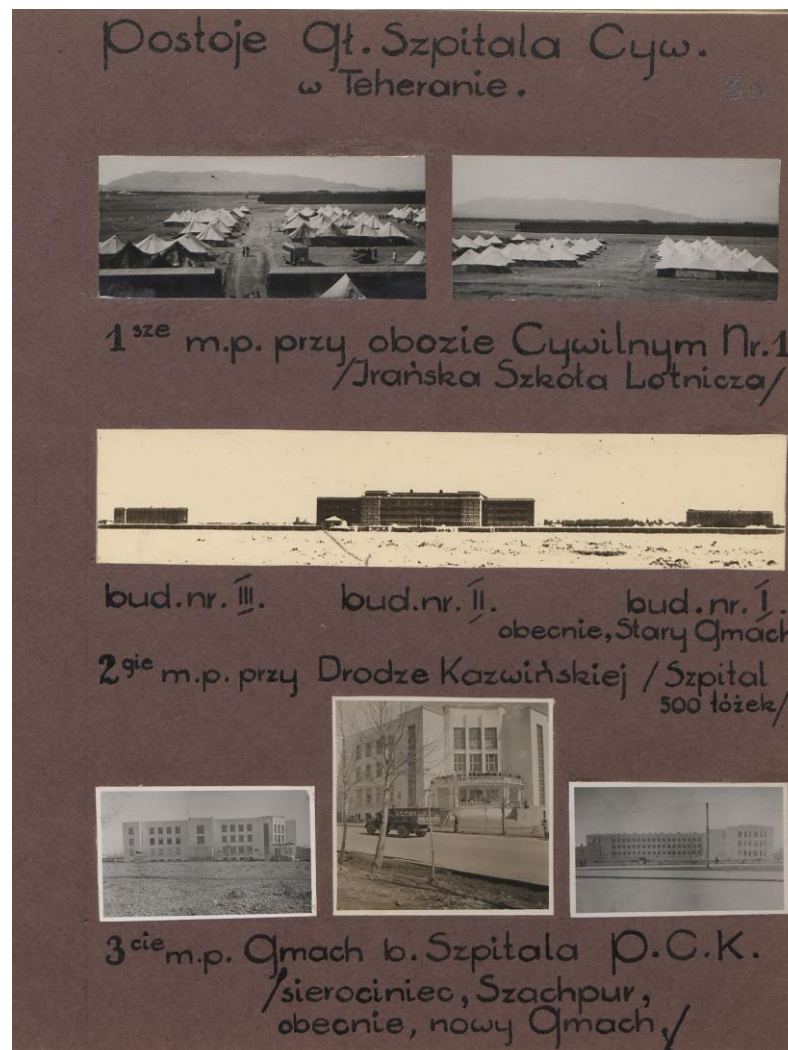 Postoje Gł. Szpitala Cyw.
w Teheranie.
1sze m.p. przy obozie Cywilnym Nr. 1
/Irańska Szkoła Lotnicza/
bud. nr. III. bud. nr. II. bud. nr. I.
obecnie, Stary Gmach
2gie m.p. przy Drodze Kazwińskiej /Szpital
500 łóżek/
3cie m.p. Gmach b. Szpitala P.C.K.
/sierociniec, Szachpur,
obecnie, nowy Gmach,/